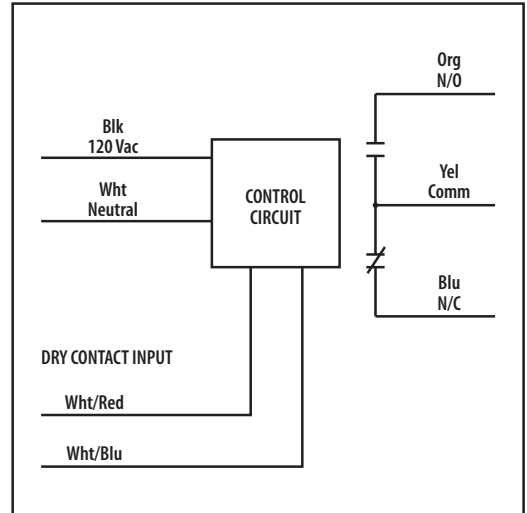 Org
N/O
Blk
120 Vac
Yel
Comm
Wht
Neutral
CONTROL
CIRCUIT
Blu
N/C
DRY CONTACT INPUT
Wht/Red
Wht/Blu